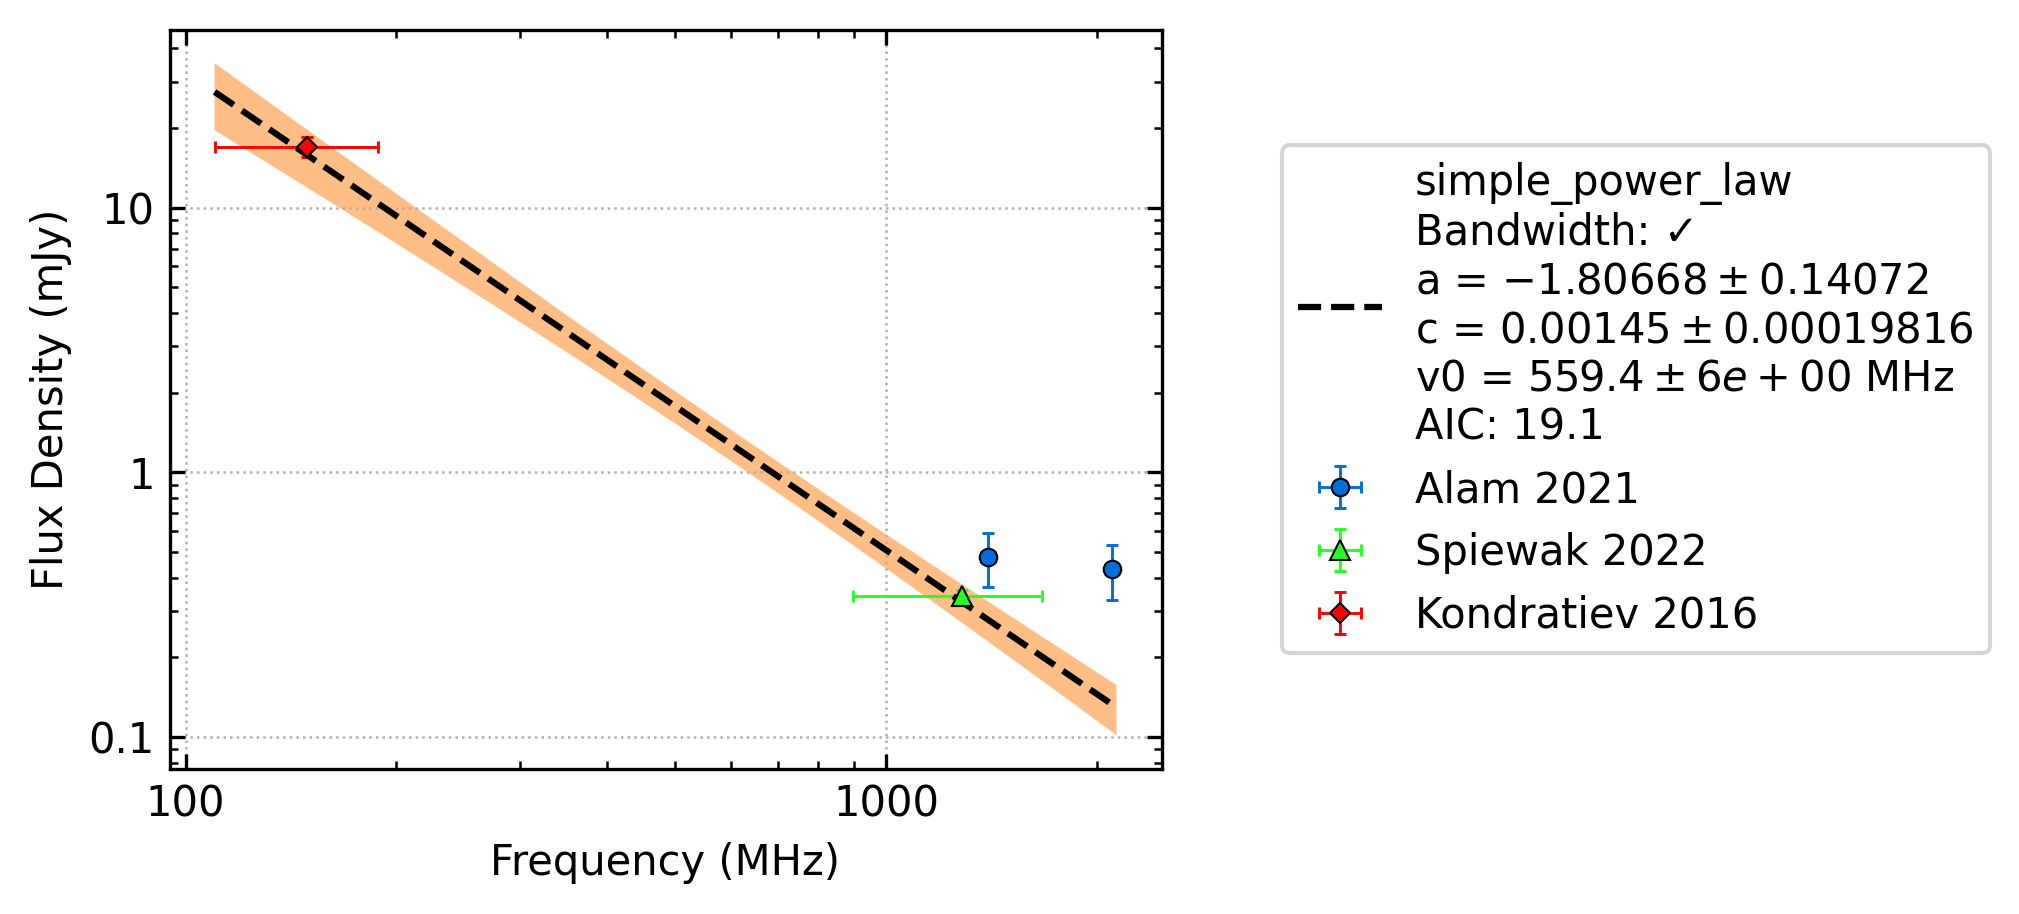 10
1
0.1
100
1000
Flux Density (mJy)
Frequency (MHz)
simple_power_law
Bandwidth: ✓
a = −1.80668 ± 0.14072
c = 0.00145 ± 0.00019816
v0 = 559.4 ± 6e + 00 MHz
AIC: 19.1
Alam 2021
Spiewak 2022
Kondratiev 2016